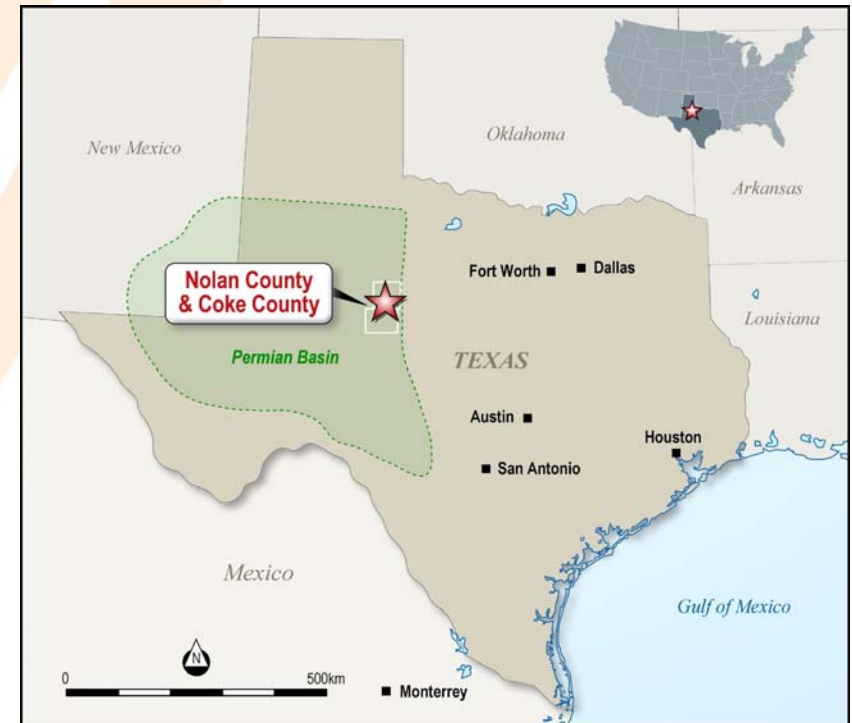 New Mexico
Oklahoma
Arkansas
Fort Worth
Dallas
Nolan County
& Coke County
Louisiana
Permian Basin
TEXAS
Austin
Houston
San Antonio
Mexico
Gulf of Mexico
N
0
500km
Monterrey